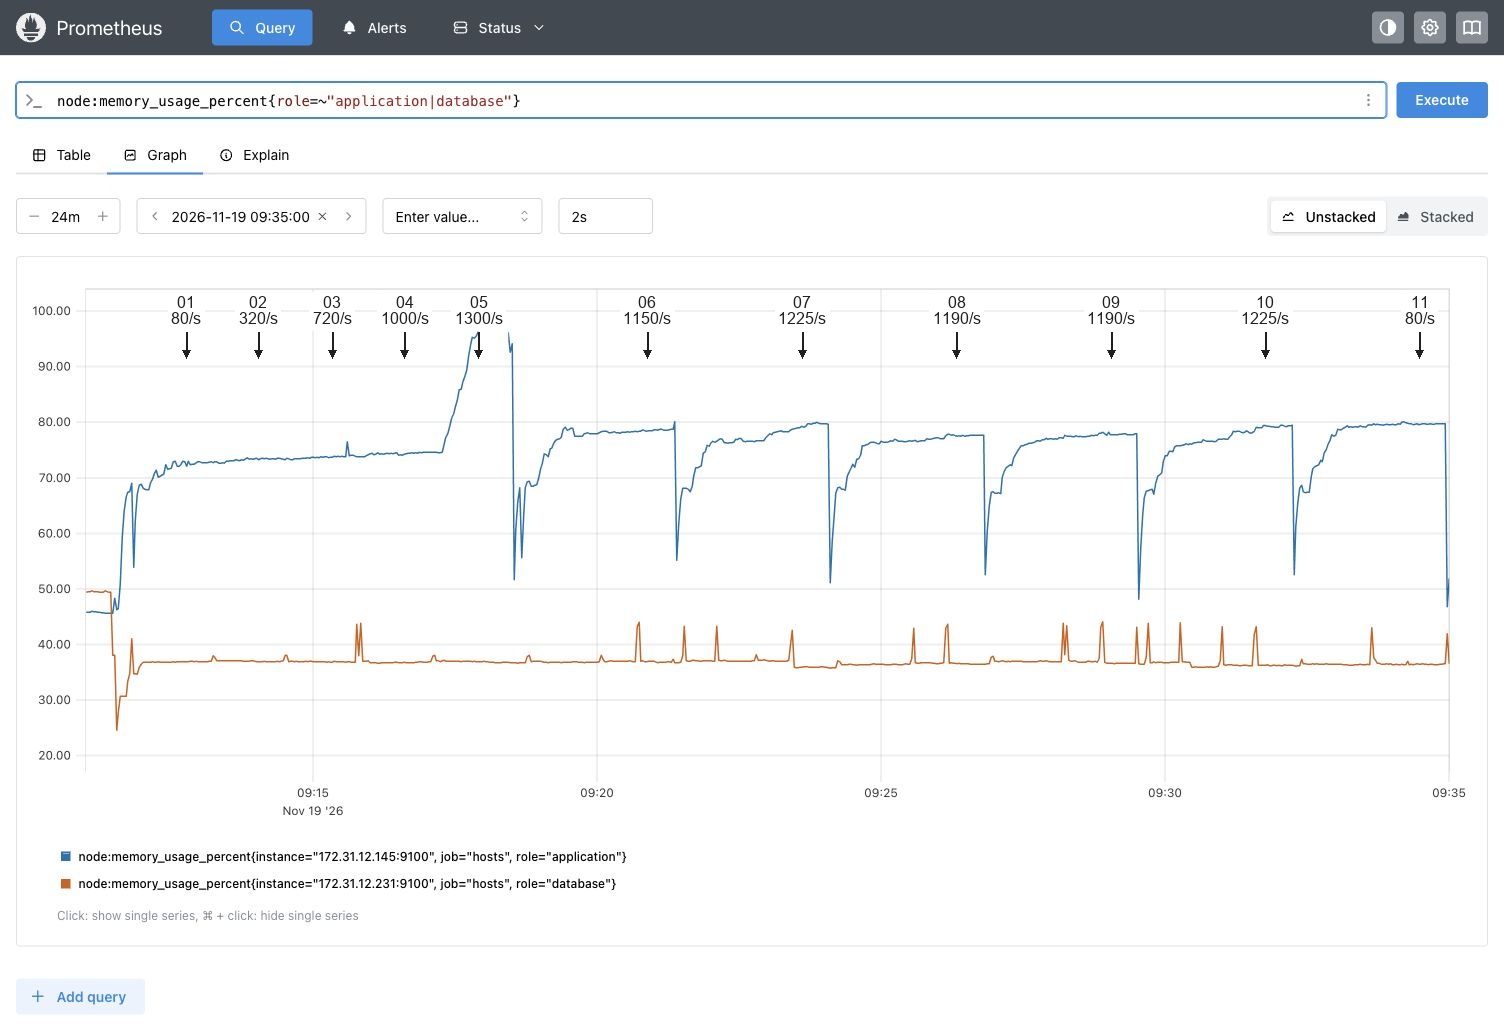 Prometheus Query Alerts Status
>_ node:memory_usage_percent{role=~"application|database"} Execute
Table Graph Explain
24m 2026-11-19 09:35:00 Enter value... 2s Unstacked Stacked
01 02 03 04 05 06 07 08 09 10 11
80/s 320/s 720/s 1000/s 1300/s 1150/s 1225/s 1190/s 1190/s 1225/s 80/s
100.00
90.00
80.00
70.00
60.00
50.00
40.00
30.00
20.00
09:15 09:20 09:25 09:30 09:35
Nov 19 '26
node:memory_usage_percent{instance="172.31.12.145:9100", job="hosts", role="application"}
node:memory_usage_percent{instance="172.31.12.231:9100", job="hosts", role="database"}
Click: show single series, ⌘ + click: hide single series
+ Add query